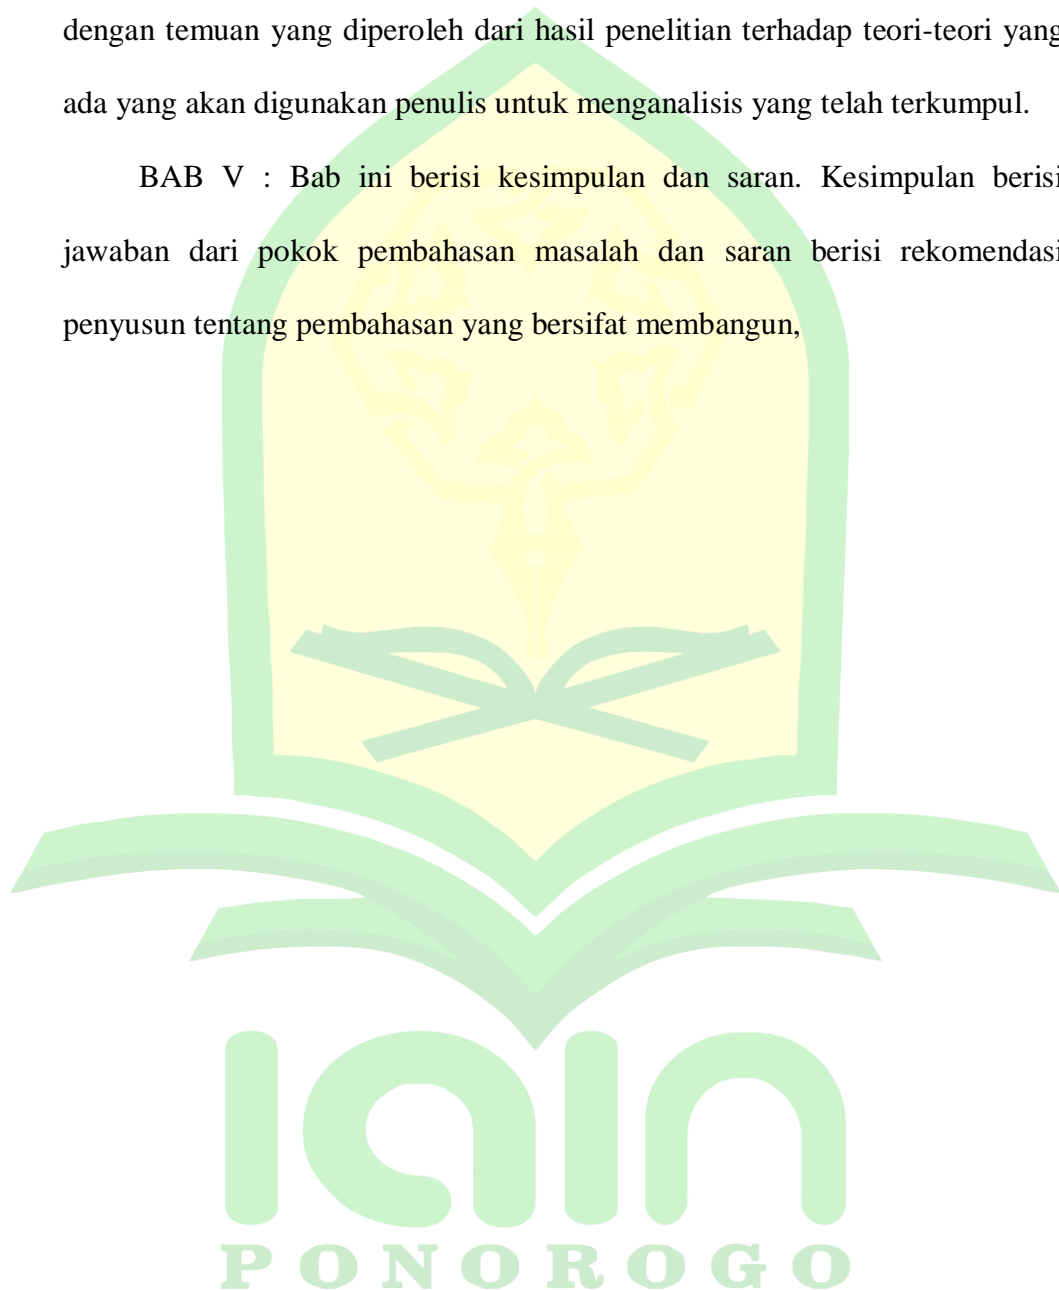 dengan temuan yang diperoleh dari hasil penelitian terhadap teori-teori yang
ada yang akan digunakan penulis untuk menganalisis yang telah terkumpul.
BAB V : Bab ini berisi kesimpulan dan saran. Kesimpulan berisi
jawaban dari pokok pembahasan masalah dan saran berisi rekomendasi
penyusun tentang pembahasan yang bersifat membangun,
iain
PONOROGO